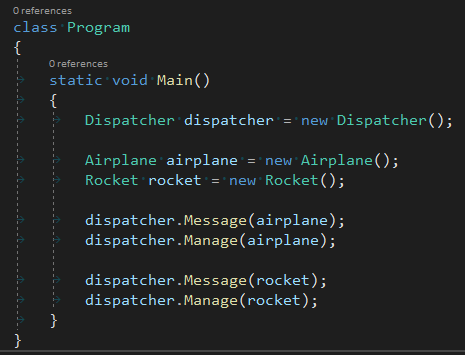 0 references
class Program
{
0 references
static void Main()
{
Dispatcher dispatcher = new Dispatcher();
Airplane airplane = new Airplane();
Rocket rocket = new Rocket();
dispatcher.Message(airplane);
dispatcher.Manage(airplane);
dispatcher.Message(rocket);
dispatcher.Manage(rocket);
}
}